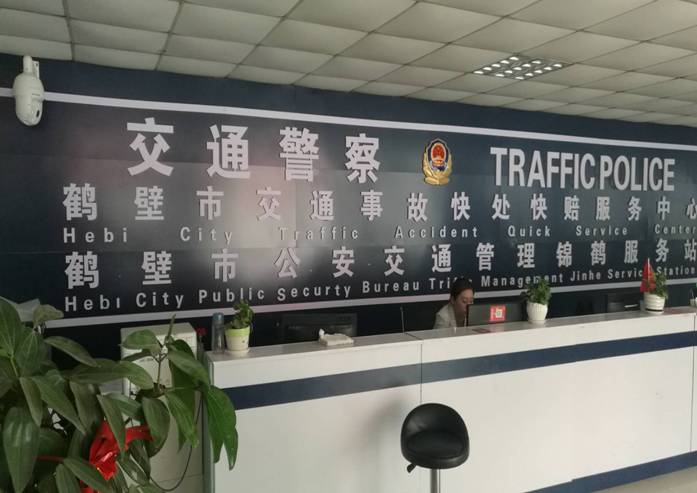 交通警察 TRAFFIC POLICE
鹤壁市交通事故快处快赔服务中心
Hebi City Traffic Accident Quick Service Center
鹤壁市公安交通管理锦鹤服务站
Hebi City Public Securty Bureau Management Jinhe Service Station